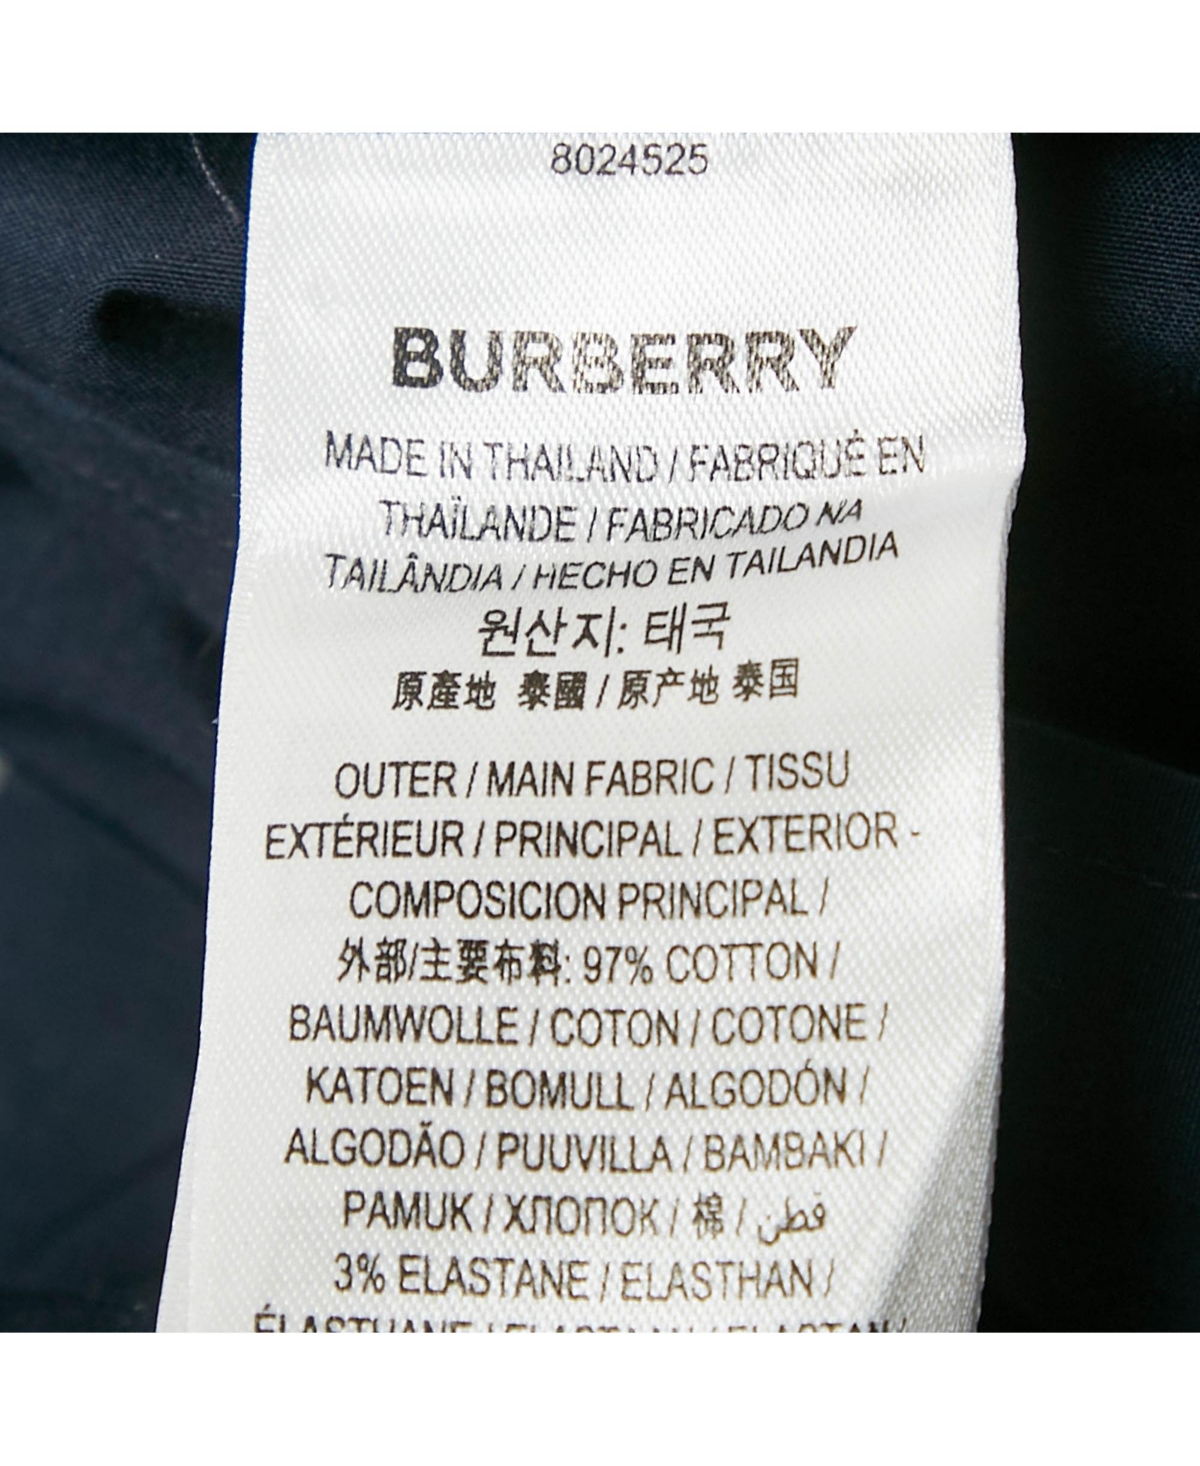 8024525
BURBERRY
MADE IN THAILAND / FABRIQUÉ EN
THAÏLANDE / FABRICADO NA
TAILÂNDIA / HECHO EN TAILANDIA
원산지: 태국
原產地 泰國 / 原产地 泰国
OUTER / MAIN FABRIC / TISSU
EXTÉRIEUR / PRINCIPAL / EXTERIOR -
COMPOSICION PRINCIPAL /
外部/主要布料: 97% COTTON /
BAUMWOLLE / COTON / COTONE /
KATOEN / BOMULL / ALGODÓN /
ALGODÃO / PUUVILLA / BAMBAKI /
PAMUK / ХЛОПОК / 棉 / قطن
3% ELASTANE / ELASTHAN /
ÉLASTHANE /